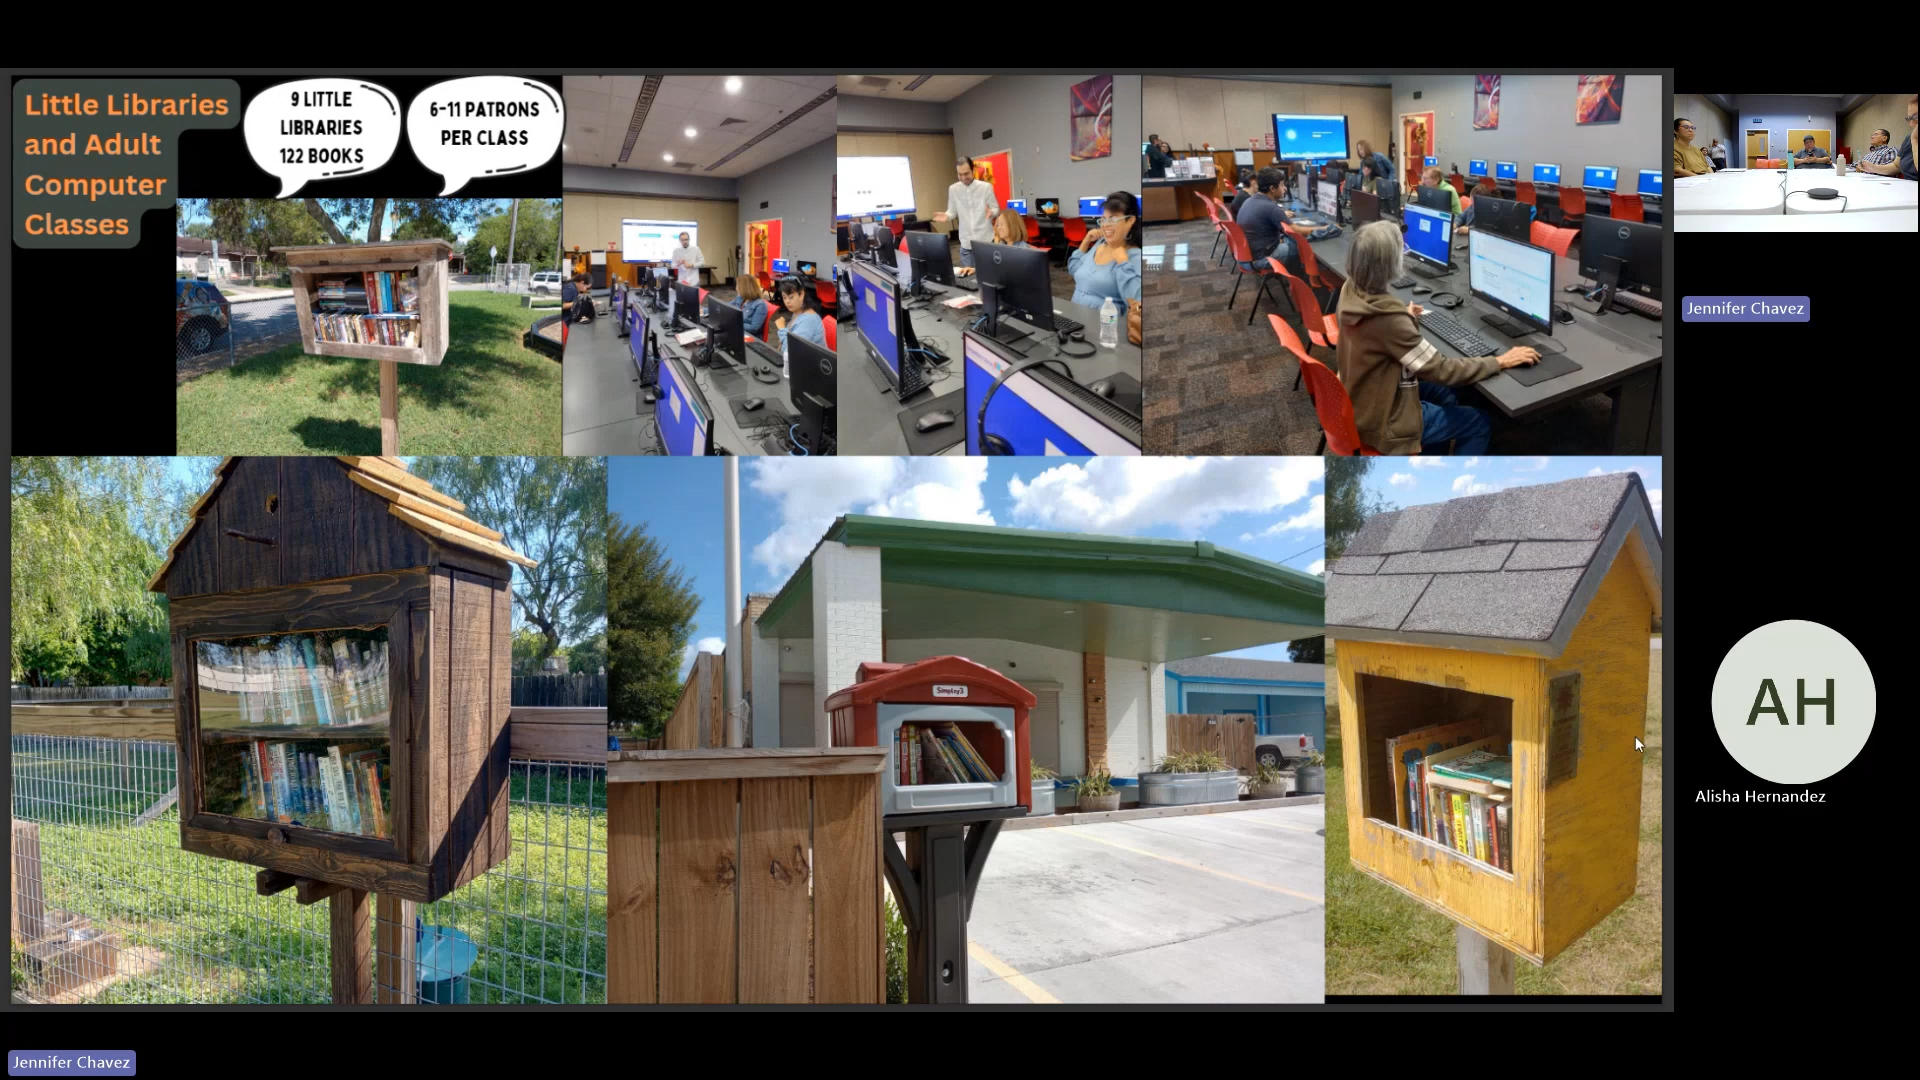 Little Libraries
and Adult
Computer
Classes
9 LITTLE
LIBRARIES
122 BOOKS
6-11 PATRONS
PER CLASS
Simplay3
Jennifer Chavez
AH
Alisha Hernandez
Jennifer Chavez